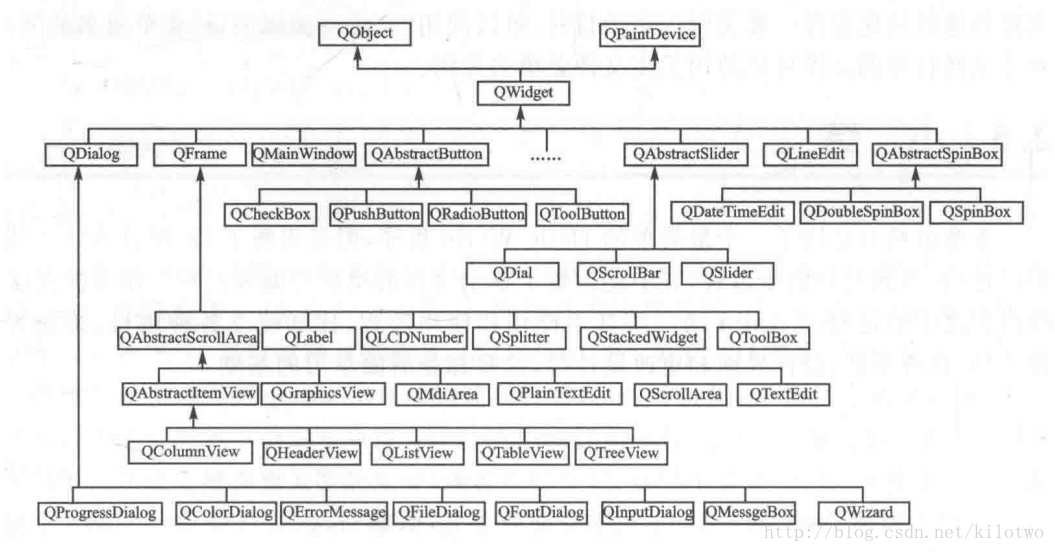 QObject
QPaintDevice
QWidget
QDialog
QFrame
QMainWindow
QAbstractButton
......
QAbstractSlider
QLineEdit
QAbstractSpinBox
QCheckBox
QPushButton
QRadioButton
QToolButton
QDateTimeEdit
QDoubleSpinBox
QSpinBox
QDial
QScrollBar
QSlider
QAbstractScrollArea
QLabel
QLCDNumber
QSplitter
QStackedWidget
QToolBox
QAbstractItemView
QGraphicsView
QMdiArea
QPlainTextEdit
QScrollArea
QTextEdit
QColumnView
QHeaderView
QListView
QTableView
QTreeView
QProgressDialog
QColorDialog
QErrorMessage
QFileDialog
QFontDialog
QInputDialog
QMessgeBox
QWizard
http://blog.csdn.net/kilotwo